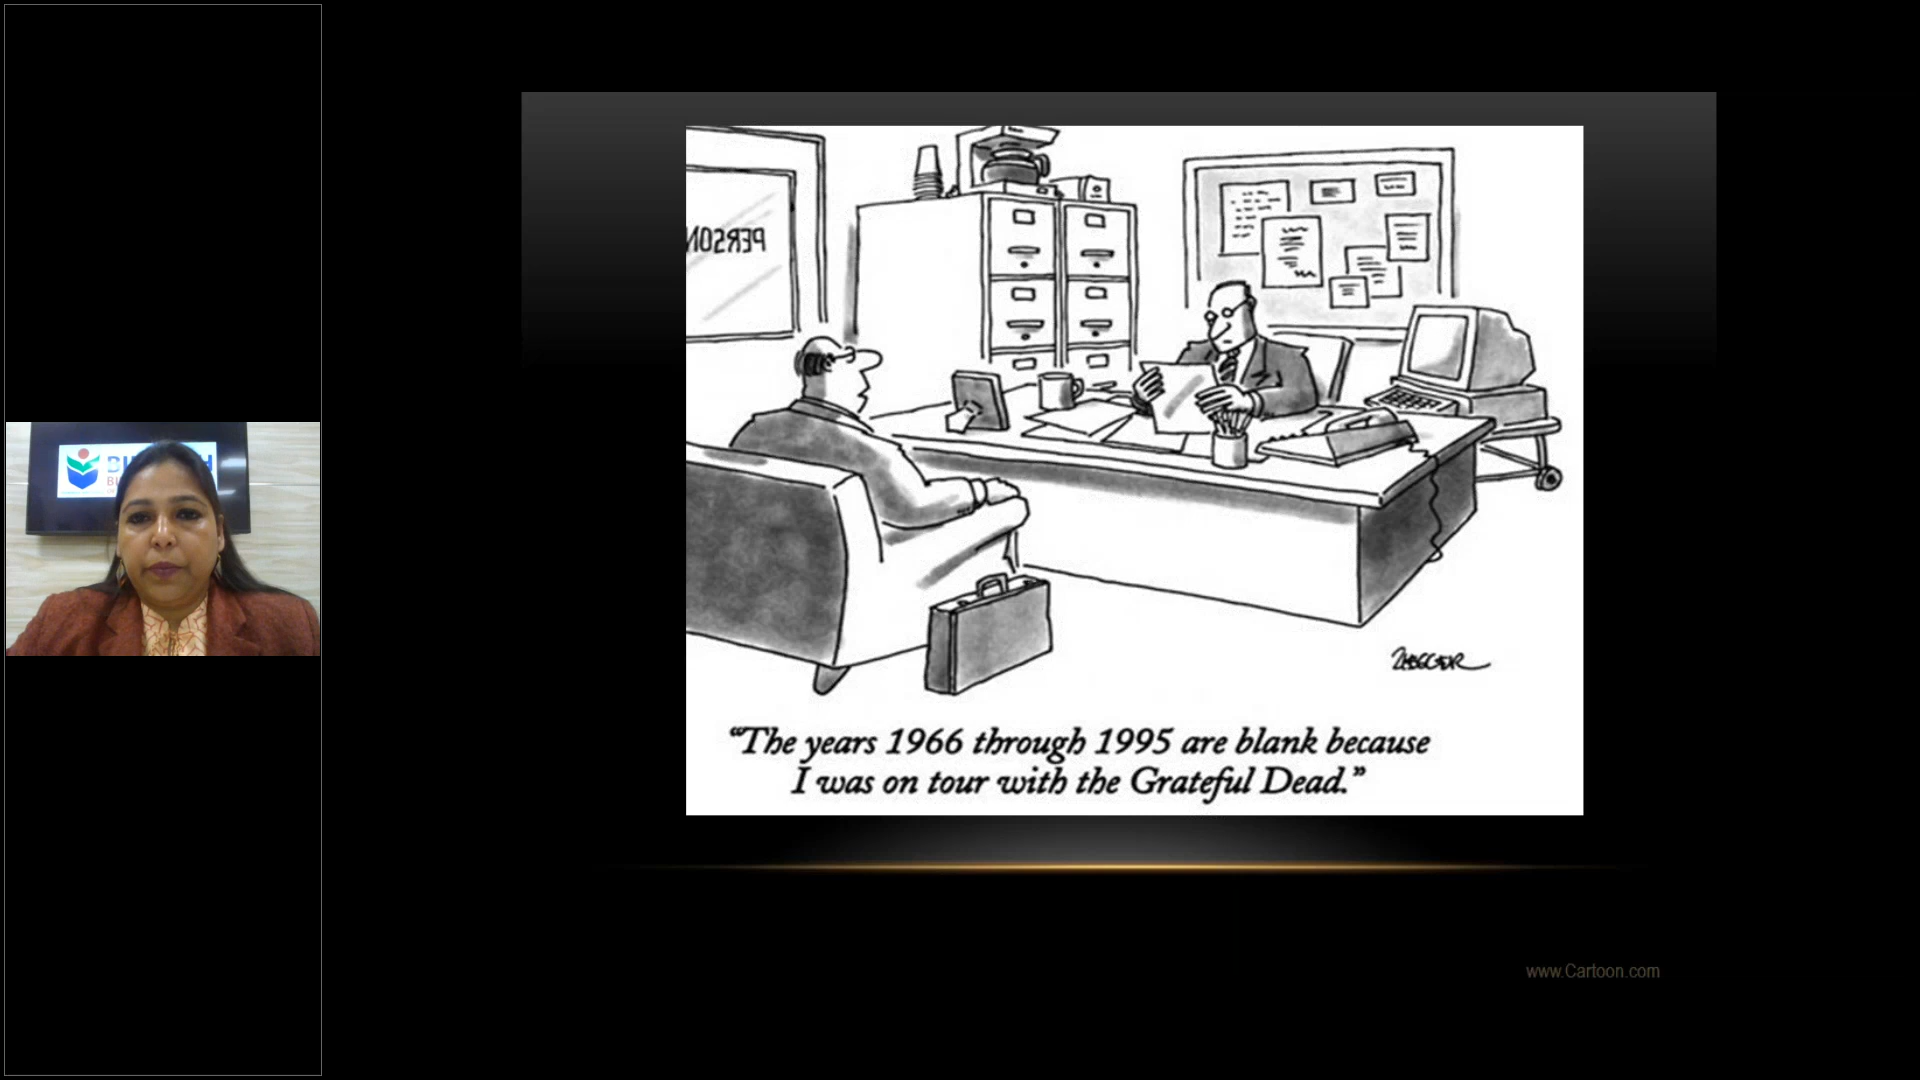 PERSON
"The years 1966 through 1995 are blank because
I was on tour with the Grateful Dead."
www.Cartoon.com